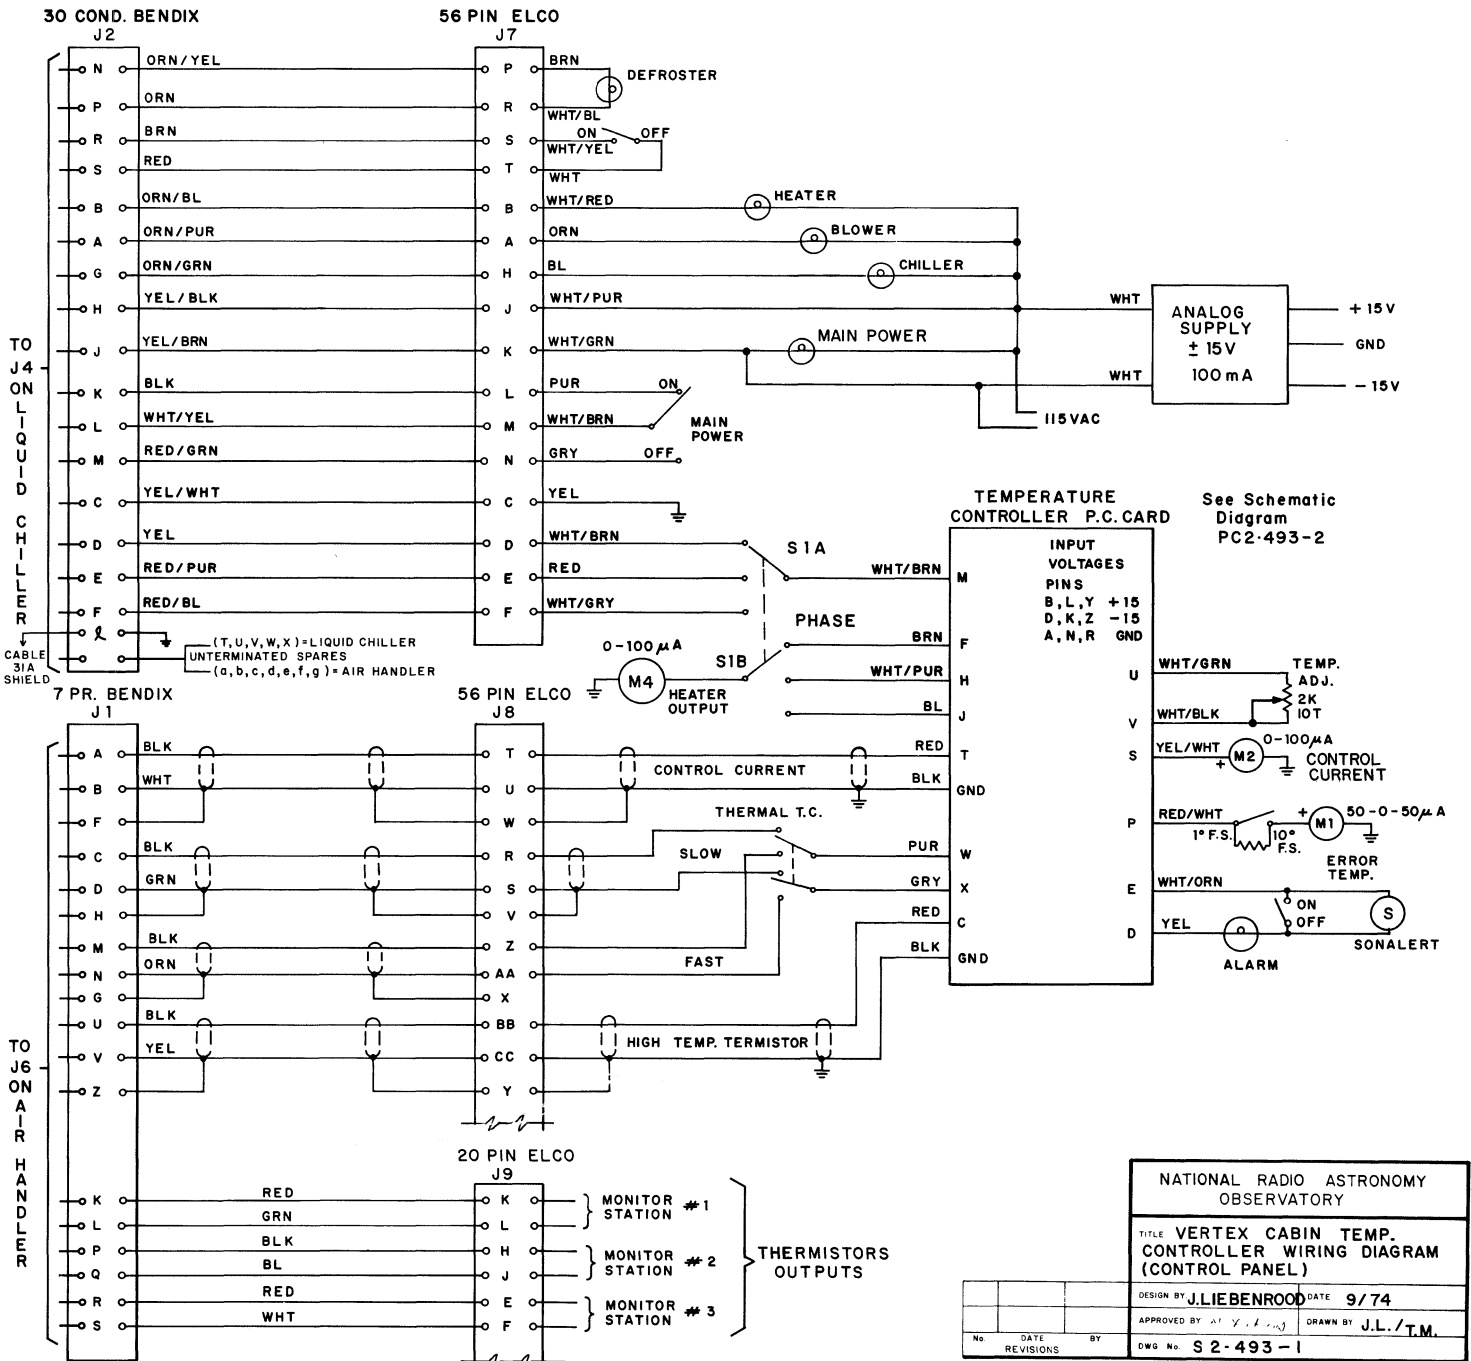 30 COND. BENDIX
J2
56 PIN ELCO
J7
N ORN/YEL P BRN
DEFROSTER
P ORN R WHT/BL
R BRN S ON OFF
WHT/YEL
S RED T WHT
B ORN/BL B WHT/RED HEATER
A ORN/PUR A ORN BLOWER
G ORN/GRN H BL CHILLER
H YEL/BLK J WHT/PUR WHT
J YEL/BRN K WHT/GRN MAIN POWER
WHT
ANALOG
SUPPLY
± 15V
100 mA
+ 15V
GND
- 15V
115VAC
K BLK L PUR ON
L WHT/YEL M WHT/BRN
MAIN
POWER
M RED/GRN N GRY OFF
C YEL/WHT C YEL
D YEL D WHT/BRN
E RED/PUR E RED
F RED/BL F WHT/GRY
ℓ
TO
J4
ON
LIQUID
CHILLER
CABLE
31A
SHIELD
(T,U,V,W,X)=LIQUID CHILLER
UNTERMINATED SPARES
(a,b,c,d,e,f,g)=AIR HANDLER
S1A
PHASE
S1B
0-100 μA
M4
HEATER
OUTPUT
TEMPERATURE
CONTROLLER P.C. CARD
See Schematic
Diagram
PC2-493-2
INPUT
VOLTAGES
PINS
B,L,Y +15
D,K,Z -15
A,N,R GND
WHT/BRN M
BRN F
WHT/PUR H
BL J
RED T
BLK GND
PUR W
GRY X
RED C
BLK GND
U WHT/GRN
TEMP.
ADJ.
2K
10T
V WHT/BLK
S YEL/WHT + M2 0-100μA
CONTROL
CURRENT
P RED/WHT + M1 50-0-50μA
1° F.S. 10°
F.S.
ERROR
TEMP.
E WHT/ORN
ON
OFF
S
SONALERT
D YEL
ALARM
7 PR. BENDIX
J1
56 PIN ELCO
J8
A BLK T
CONTROL CURRENT
B WHT U
F W
THERMAL T.C.
C BLK R
SLOW
D GRN S
H V
M BLK Z
N ORN AA
FAST
G X
U BLK BB
HIGH TEMP. TERMISTOR
V YEL CC
Z Y
TO
J6
ON
AIR
HANDLER
20 PIN ELCO
J9
K RED K
L GRN L
MONITOR
STATION #1
P BLK H
Q BL J
MONITOR
STATION #2
R RED E
S WHT F
MONITOR
STATION #3
THERMISTORS
OUTPUTS
NATIONAL RADIO ASTRONOMY
OBSERVATORY
TITLE VERTEX CABIN TEMP.
CONTROLLER WIRING DIAGRAM
(CONTROL PANEL)
DESIGN BY J.LIEBENROOD DATE 9/74
APPROVED BY DRAWN BY J.L./T.M.
DWG No. S2-493-1
No. DATE BY
REVISIONS